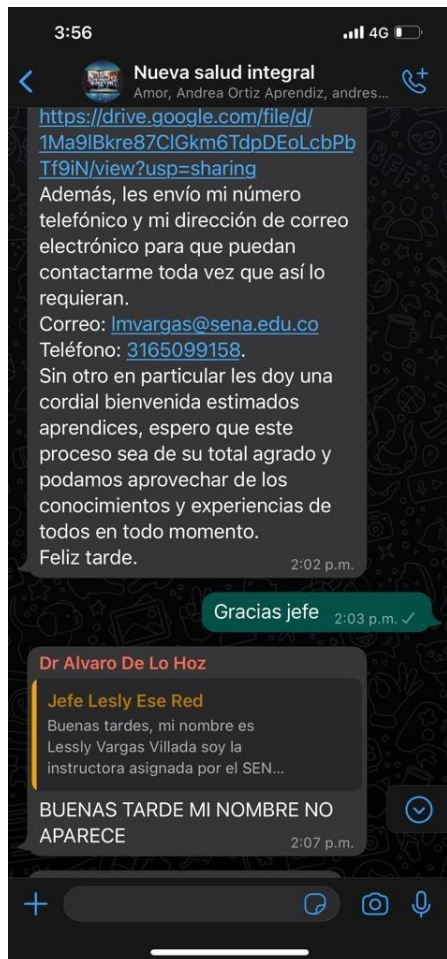 3:56
4G
Nueva salud integral
Amor, Andrea Ortiz Aprendiz, andres...
https://drive.google.com/file/d/
1Ma9lBkre87ClGkm6TdpDEoLcbPb
Tf9iN/view?usp=sharing
Además, les envío mi número
telefónico y mi dirección de correo
electrónico para que puedan
contactarme toda vez que así lo
requieran.
Correo: lmvargas@sena.edu.co
Teléfono: 3165099158.
Sin otro en particular les doy una
cordial bienvenida estimados
aprendices, espero que este
proceso sea de su total agrado y
podamos aprovechar de los
conocimientos y experiencias de
todos en todo momento.
Feliz tarde.
2:02 p.m.
Gracias jefe 2:03 p.m.
Dr Alvaro De Lo Hoz
Jefe Lesly Ese Red
Buenas tardes, mi nombre es
Lessly Vargas Villada soy la
instructora asignada por el SEN...
BUENAS TARDE MI NOMBRE NO
APARECE
2:07 p.m.